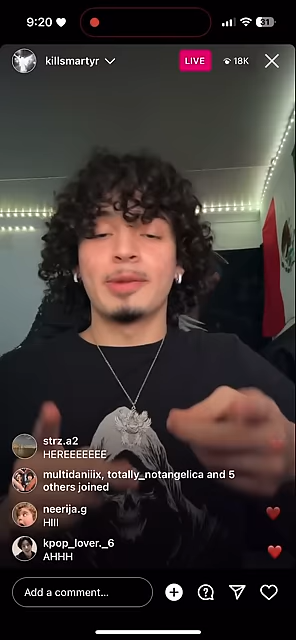 9:20
31
killsmartyr
LIVE
18K
strz.a2
HEREEEEEEE
multidaniiix, totally_notangelica and 5
others joined
neerija.g
HIII
kpop_lover._6
AHHH
Add a comment...